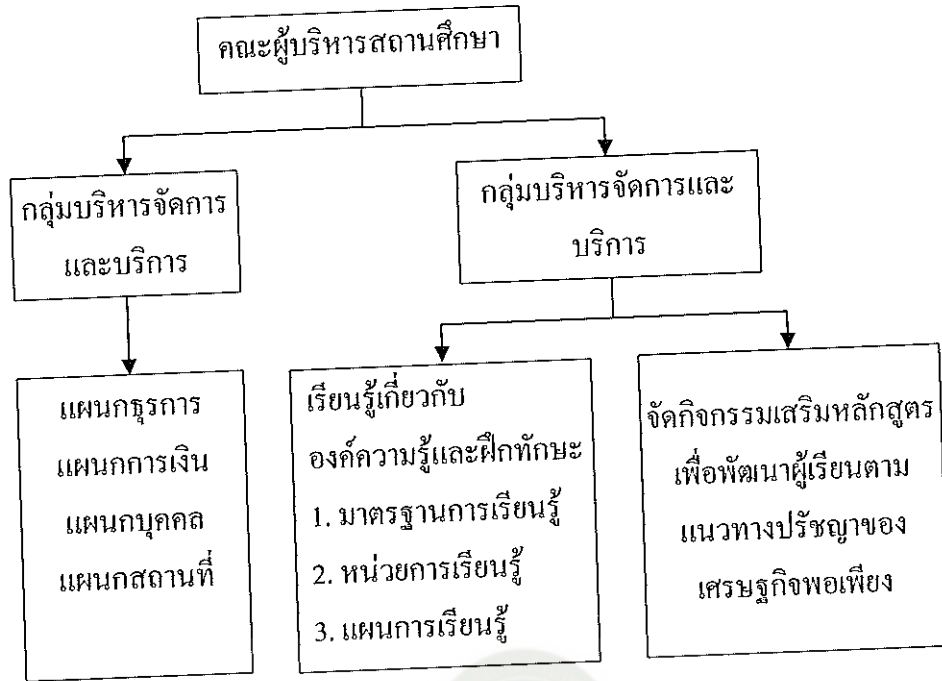 คณะผู้บริหารสถานศึกษา
กลุ่มบริหารจัดการ
และบริการ
กลุ่มบริหารจัดการและ
บริการ
แผนกธุรการ
แผนกการเงิน
แผนกบุคคล
แผนกสถานที่
เรียนรู้เกี่ยวกับ
องค์ความรู้และฝึกทักษะ
1. มาตรฐานการเรียนรู้
2. หน่วยการเรียนรู้
3. แผนการเรียนรู้
จัดกิจกรรมเสริมหลักสูตร
เพื่อพัฒนาผู้เรียนตาม
แนวทางปรัชญาของ
เศรษฐกิจพอเพียง